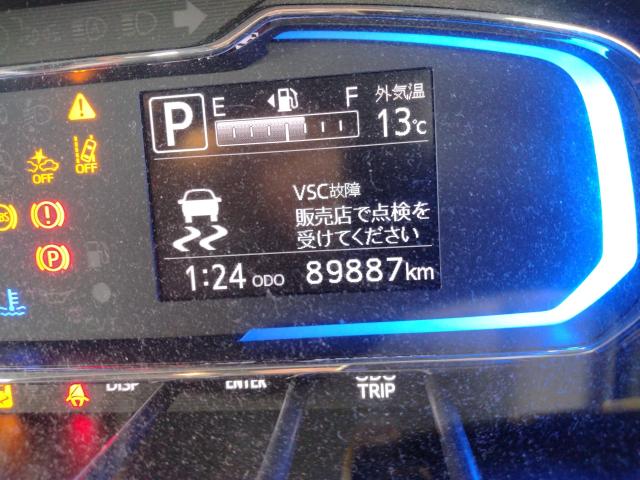 E F 外気温
P 13℃
OFF OFF
VSC故障
販売店で点検を
受けてください
ABS
P
1:24 ODO 89887km
DISP ENTER ODO
TRIP